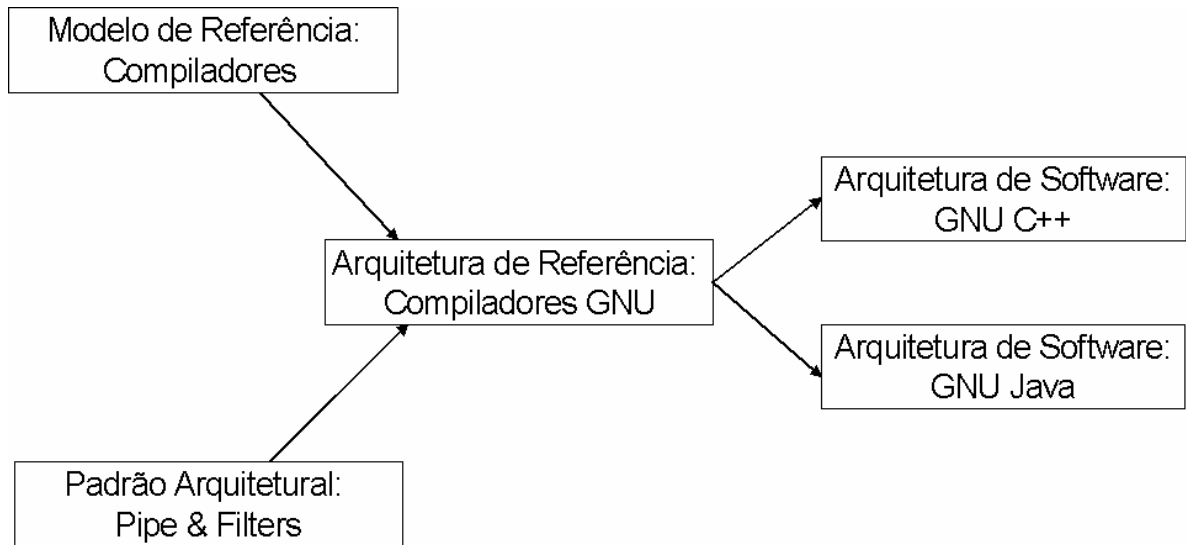 Modelo de Referência:
Compiladores
Arquitetura de Software:
GNU C++
Arquitetura de Referência:
Compiladores GNU
Arquitetura de Software:
GNU Java
Padrão Arquitetural:
Pipe & Filters